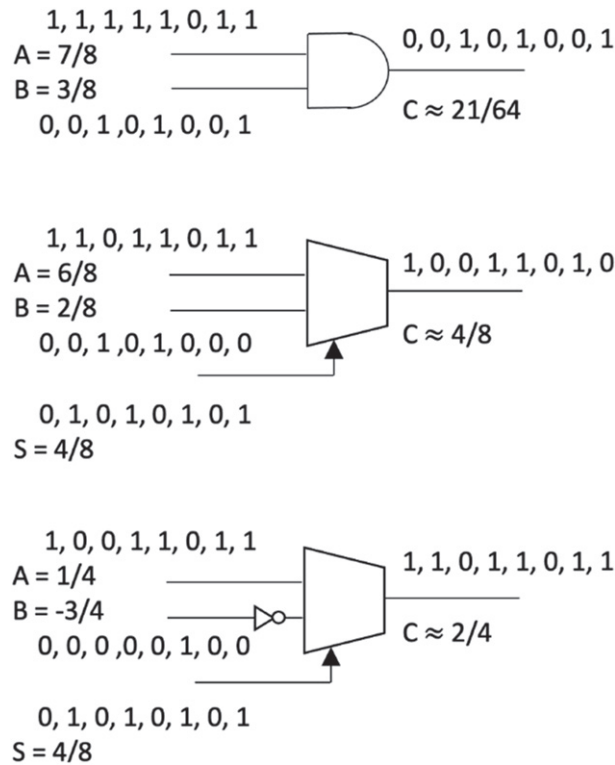 1, 1, 1, 1, 1, 0, 1, 1
A = 7/8
B = 3/8
0, 0, 1 ,0, 1, 0, 0, 1
0, 0, 1, 0, 1, 0, 0, 1
C ≈ 21/64
1, 1, 0, 1, 1, 0, 1, 1
A = 6/8
B = 2/8
0, 0, 1 ,0, 1, 0, 0, 0
1, 0, 0, 1, 1, 0, 1, 0
C ≈ 4/8
0, 1, 0, 1, 0, 1, 0, 1
S = 4/8
1, 0, 0, 1, 1, 0, 1, 1
A = 1/4
B = -3/4
0, 0, 0 ,0, 0, 1, 0, 0
1, 1, 0, 1, 1, 0, 1, 1
C ≈ 2/4
0, 1, 0, 1, 0, 1, 0, 1
S = 4/8